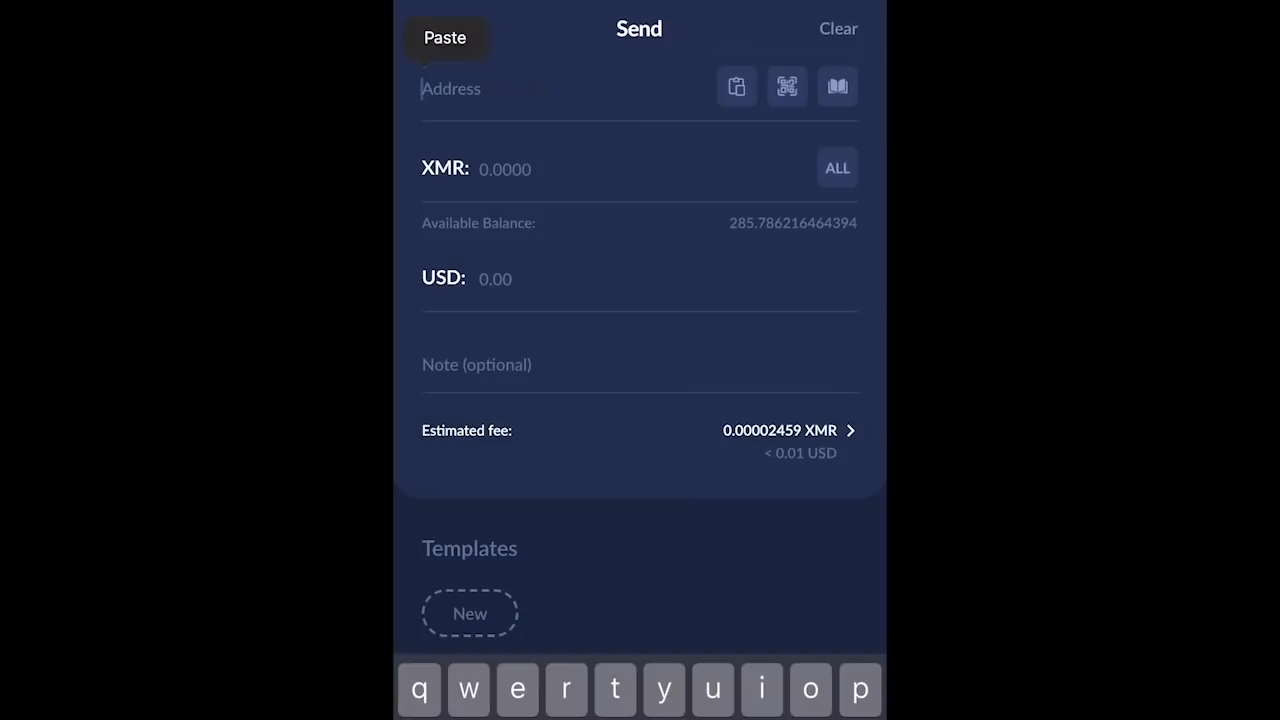 Paste
Send
Clear
Address
XMR: 0.0000
ALL
Available Balance: 285.786216464394
USD: 0.00
Note (optional)
Estimated fee: 0.00002459 XMR
< 0.01 USD
Templates
New
q w e r t y u i o p